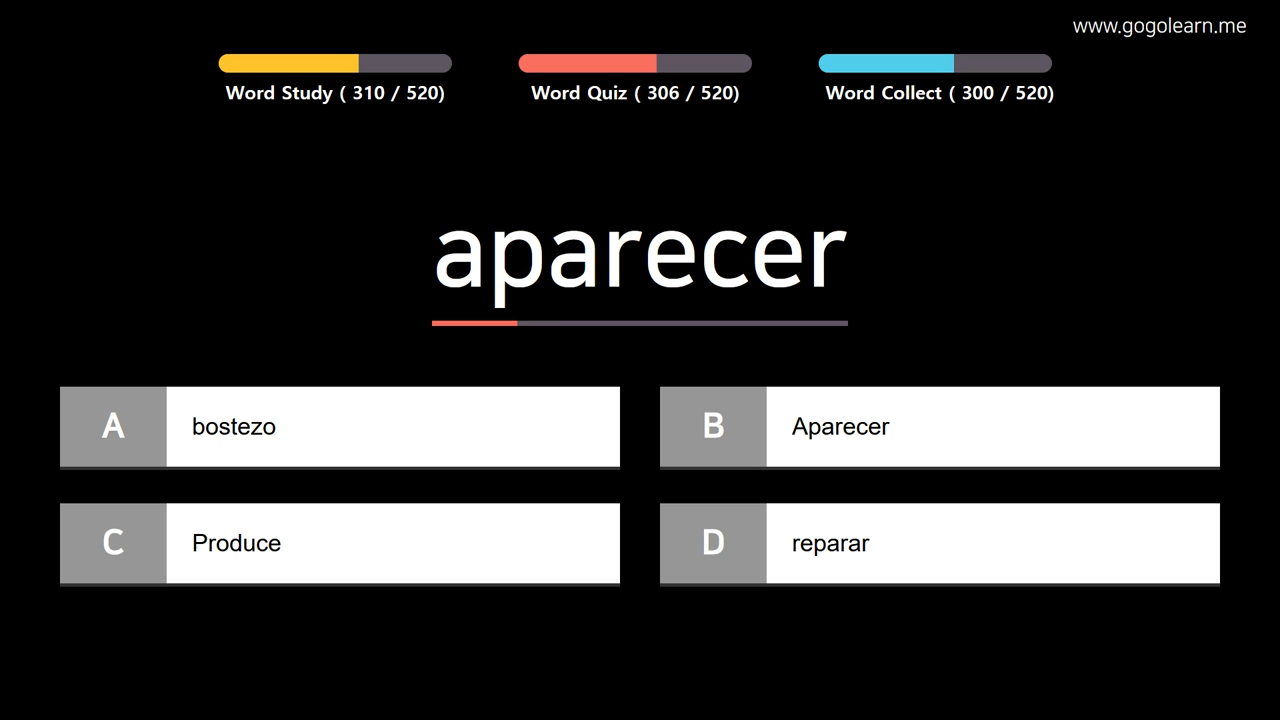 www.gogolearn.me
Word Study ( 310 / 520)
Word Quiz ( 306 / 520)
Word Collect ( 300 / 520)
aparecer
A bostezo
B Aparecer
C Produce
D reparar